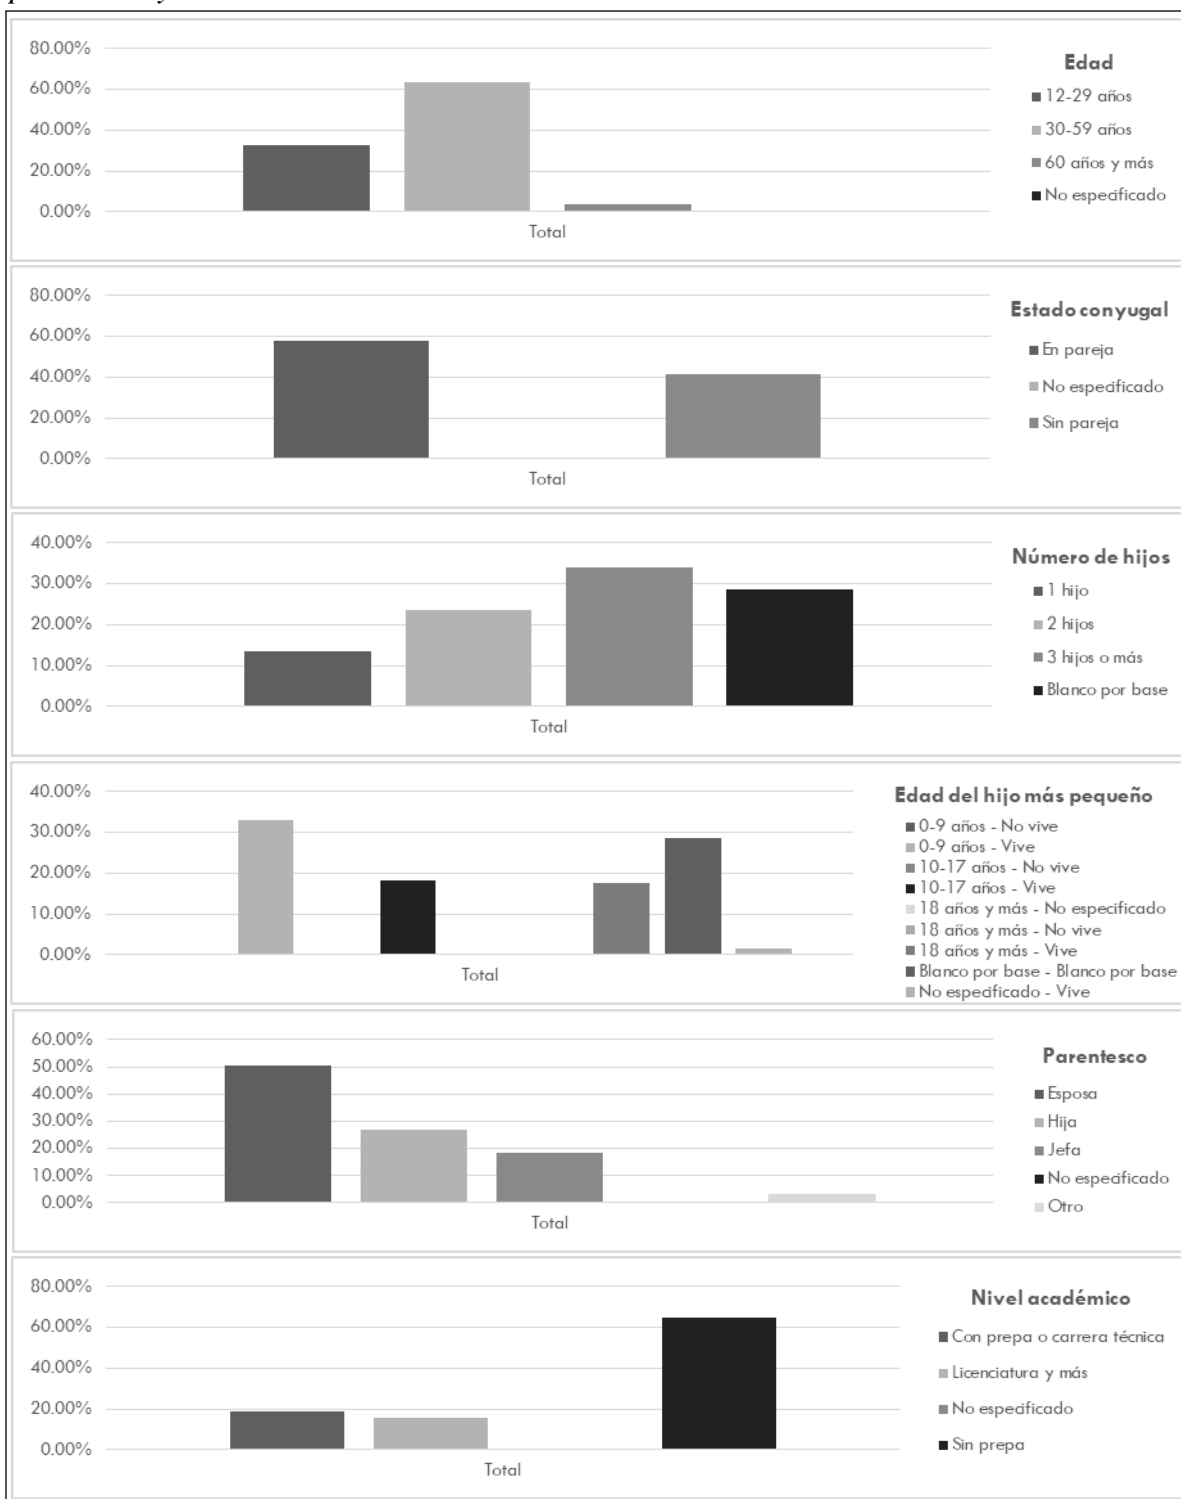 80.00%
60.00%
40.00%
20.00%
0.00%
Total
Edad
12-29 años
30-59 años
60 años y más
No especificado
80.00%
60.00%
40.00%
20.00%
0.00%
Total
Estado conyugal
En pareja
No especificado
Sin pareja
40.00%
30.00%
20.00%
10.00%
0.00%
Total
Número de hijos
1 hijo
2 hijos
3 hijos o más
Blanco por base
40.00%
30.00%
20.00%
10.00%
0.00%
Total
Edad del hijo más pequeño
0-9 años - No vive
0-9 años - Vive
10-17 años - No vive
10-17 años - Vive
18 años y más - No especificado
18 años y más - No vive
18 años y más - Vive
Blanco por base - Blanco por base
No especificado - Vive
60.00%
50.00%
40.00%
30.00%
20.00%
10.00%
0.00%
Total
Parentesco
Esposa
Hija
Jefa
No especificado
Otro
80.00%
60.00%
40.00%
20.00%
0.00%
Total
Nivel académico
Con prepa o carrera técnica
Licenciatura y más
No especificado
Sin prepa